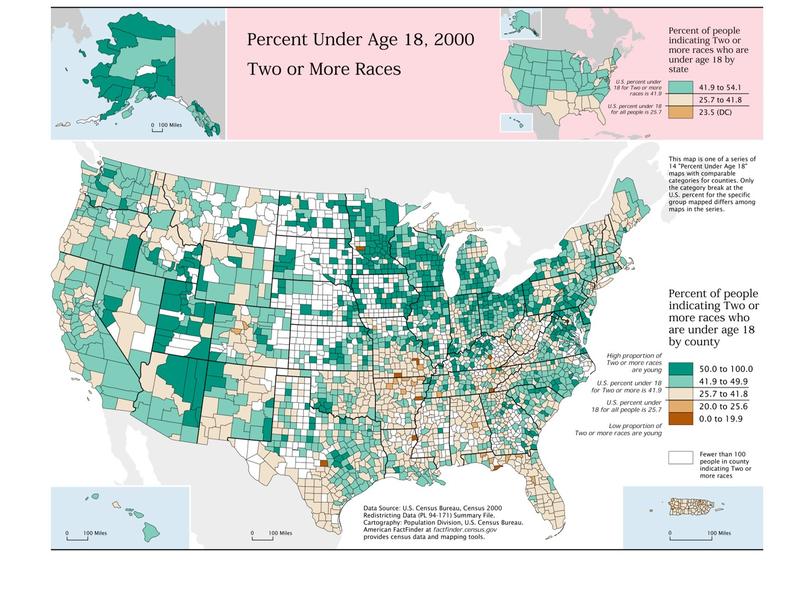 Percent Under Age 18, 2000
Two or More Races
0 100 Miles
Percent of people
indicating Two or
more races who are
under age 18 by
state
U.S. percent under
18 for Two or more
races is 41.9
U.S. percent under 18
for all people is 25.7
41.9 to 54.1
25.7 to 41.8
23.5 (DC)
This map is one of a series of
14 "Percent Under Age 18"
maps with comparable
categories for counties. Only
the category break at the
U.S. percent for the specific
group mapped differs among
maps in the series.
Percent of people
indicating Two or
more races who
are under age 18
by county
High proportion of
Two or more races
are young
U.S. percent under 18
for Two or more is 41.9
U.S. percent under
18 for all people is 25.7
Low proportion of
Two or more races are young
50.0 to 100.0
41.9 to 49.9
25.7 to 41.8
20.0 to 25.6
0.0 to 19.9
Fewer than 100
people in county
indicating Two or
more races
Data Source: U.S. Census Bureau, Census 2000
Redistricting Data (PL 94-171) Summary File.
Cartography: Population Division, U.S. Census Bureau.
American FactFinder at factfinder.census.gov
provides census data and mapping tools.
0 100 Miles
0 100 Miles
0 100 Miles